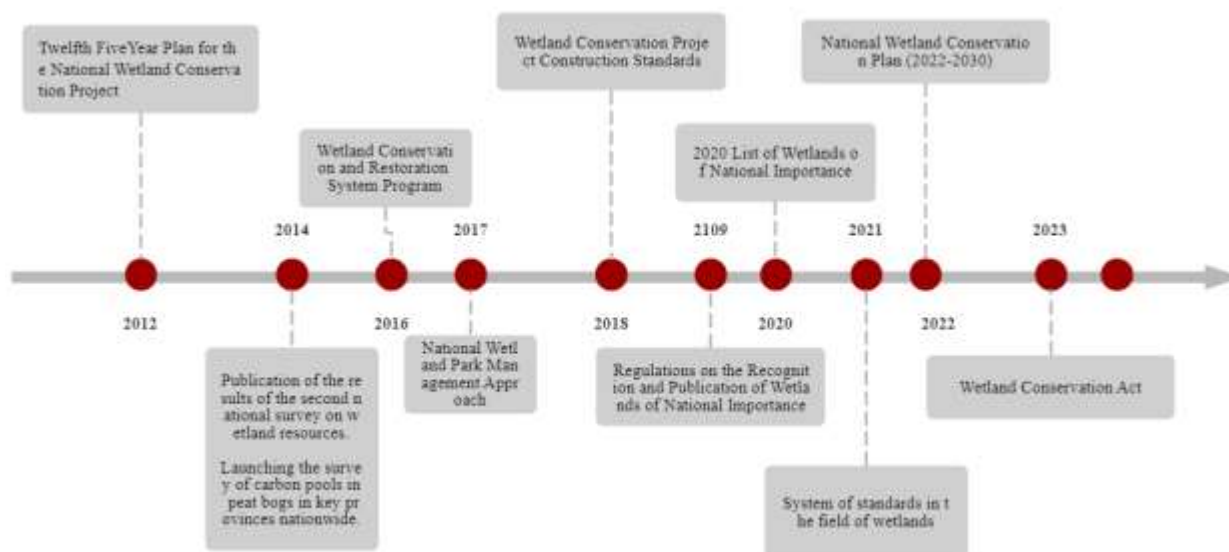 Twelfth FiveYear Plan for th
e National Wetland Conserva
tion Project
Wetland Conservation Proje
ct Construction Standards
National Wetland Conservatio
n Plan (2022-2030)
Wetland Conservati
on and Restoration
System Program
2020 List of Wetlands o
f National Importance
2014
2017
2109
2021
2023
2012
2016
2018
2020
2022
Publication of the re
sults of the second n
ational survey on w
etland resources.
Launching the surve
y of carbon pools in
peat bogs in key pr
ovinces nationwide.
National Wetl
and Park Man
agement Appr
oach
Regulations on the Recognit
ion and Publication of Wetla
nds of National Importance
Wetland Conservation Act
System of standards in t
he field of wetlands